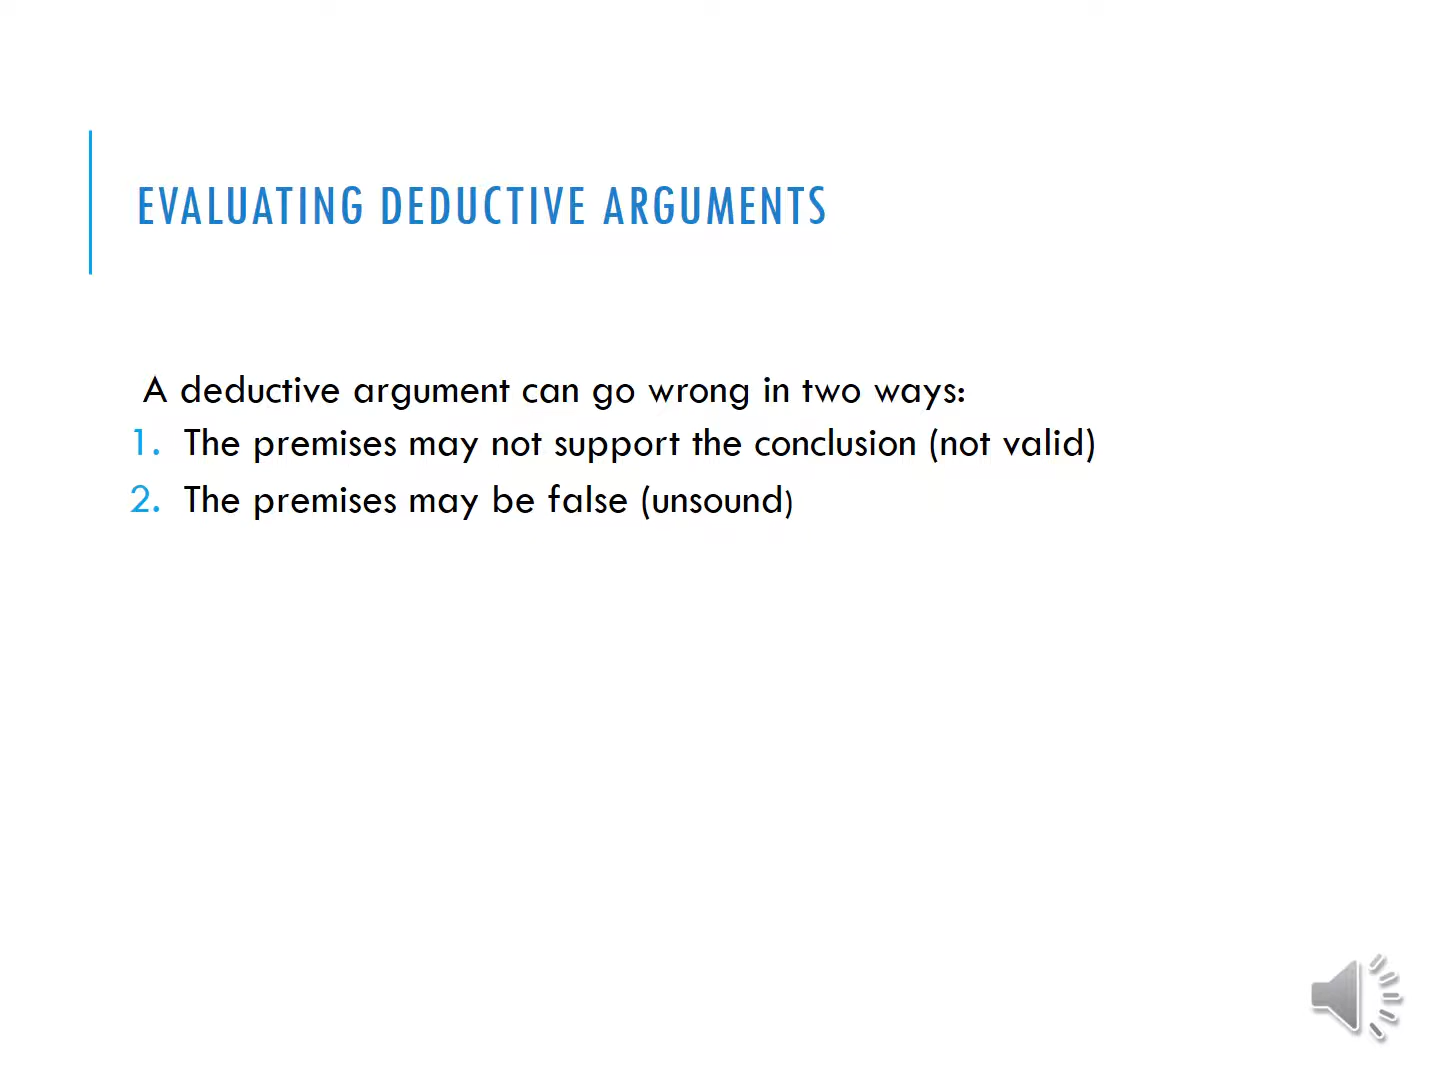 EVALUATING DEDUCTIVE ARGUMENTS
A deductive argument can go wrong in two ways:
1. The premises may not support the conclusion (not valid)
2. The premises may be false (unsound)